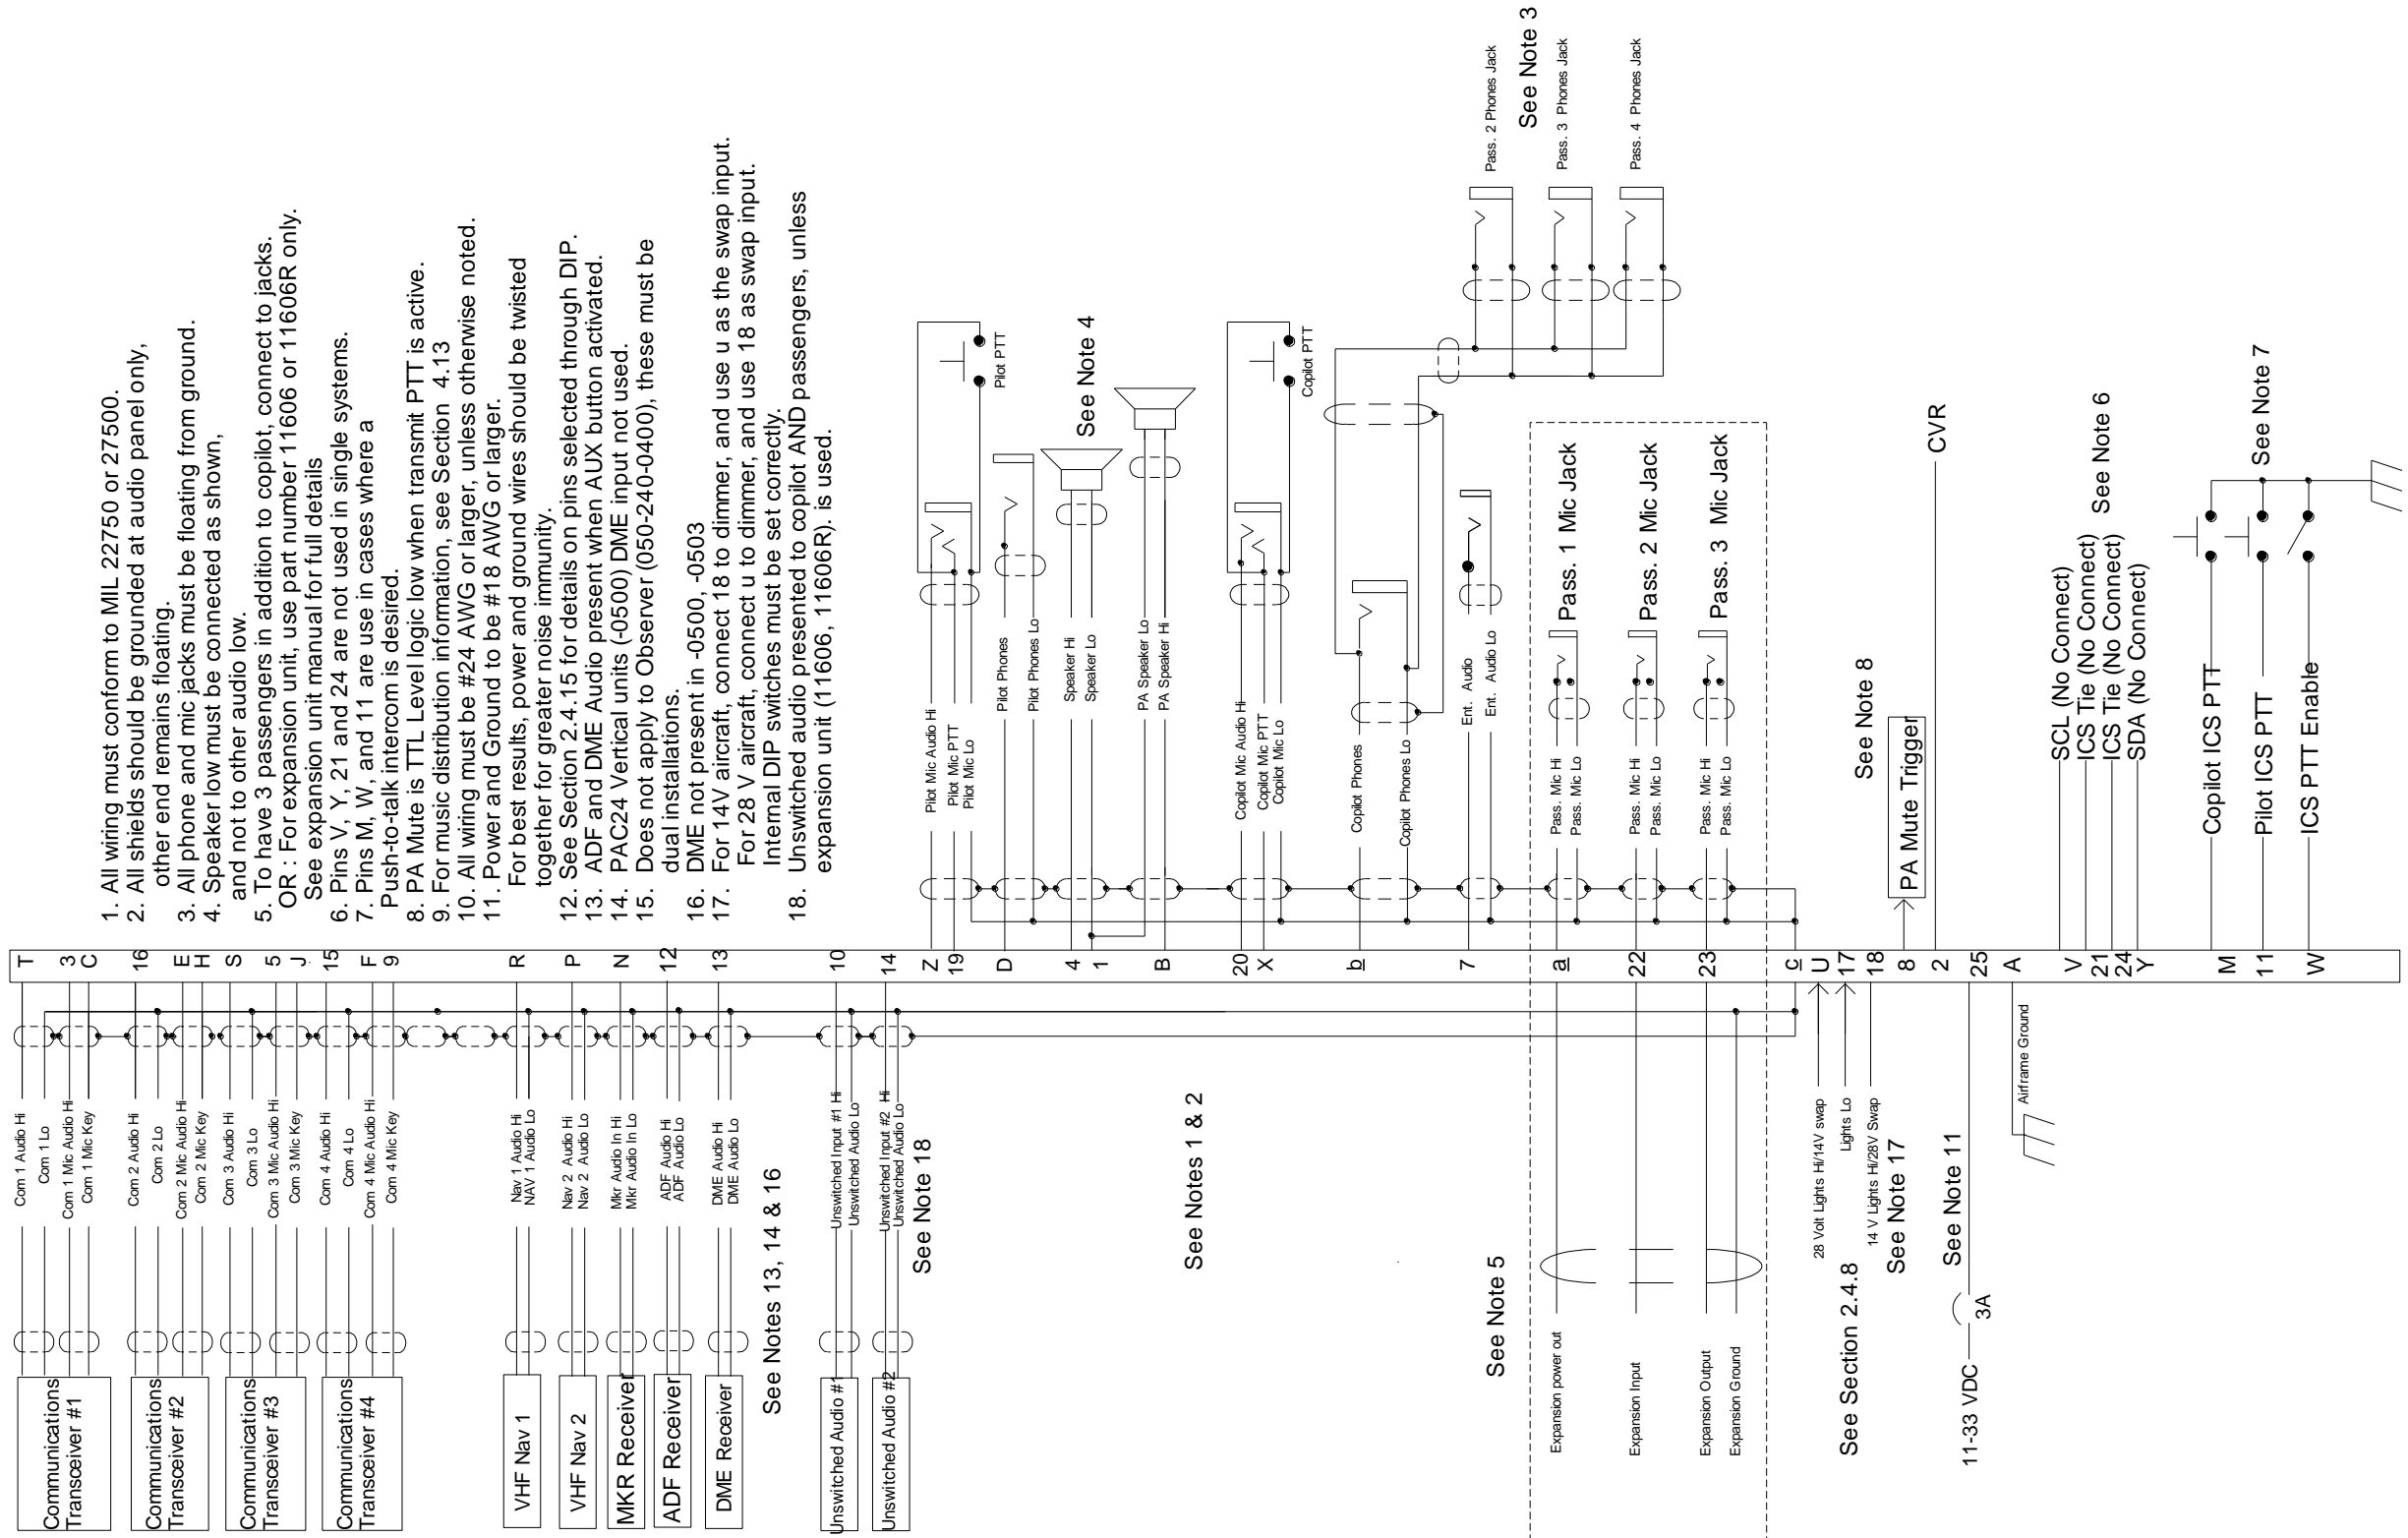 1. All wiring must conform to MIL 22750 or 27500.
2. All shields should be grounded at audio panel only,
other end remains floating.
3. All phone and mic jacks must be floating from ground.
4. Speaker low must be connected as shown,
and not to other audio low.
5. To have 3 passengers in addition to copilot, connect to jacks.
OR : For expansion unit, use part number 11606 or 11606R only.
See expansion unit manual for full details
6. Pins V, Y, 21 and 24 are not used in single systems.
7. Pins M, W, and 11 are use in cases where a
Push-to-talk intercom is desired.
8. PA Mute is TTL Level logic low when transmit PTT is active.
9. For music distribution information, see Section 4.13
10. All wiring must be #24 AWG or larger, unless otherwise noted.
11. Power and Ground to be #18 AWG or larger.
For best results, power and ground wires should be twisted
together for greater noise immunity.
12. See Section 2.4.15 for details on pins selected through DIP.
13. ADF and DME Audio present when AUX button activated.
14. PAC24 Vertical units (-0500) DME input not used.
15. Does not apply to Observer (050-240-0400), these must be
dual installations.
16. DME not present in -0500, -0503
17. For 14V aircraft, connect 18 to dimmer, and use u as the swap input.
For 28 V aircraft, connect u to dimmer, and use 18 as swap input.
Internal DIP switches must be set correctly.
18. Unswitched audio presented to copilot AND passengers, unless
expansion unit (11606, 11606R). is used.
Communications
Transceiver #1
Com 1 Audio Hi
T
Com 1 Lo
Com 1 Mic Audio Hi
3
Com 1 Mic Key
C
Communications
Transceiver #2
Com 2 Audio Hi
16
Com 2 Lo
Com 2 Mic Audio Hi
E
Com 2 Mic Key
H
Communications
Transceiver #3
Com 3 Audio Hi
S
Com 3 Lo
Com 3 Mic Audio Hi
5
Com 3 Mic Key
J
Communications
Transceiver #4
Com 4 Audio Hi
15
Com 4 Lo
Com 4 Mic Audio Hi
F
Com 4 Mic Key
9
VHF Nav 1
Nav 1 Audio Hi
R
NAV 1 Audio Lo
VHF Nav 2
Nav 2 Audio Hi
P
Nav 2 Audio Lo
MKR Receiver
Mkr Audio In Hi
N
Mkr Audio In Lo
ADF Receiver
ADF Audio Hi
12
ADF Audio Lo
DME Receiver
DME Audio Hi
13
DME Audio Lo
See Notes 13, 14 & 16
Unswitched Audio #1
Unswitched Input #1 Hi
10
Unswitched Audio Lo
Unswitched Audio #2
Unswitched Input #2 Hi
14
Unswitched Audio Lo
See Note 18
Z
Pilot Mic Audio Hi
19
Pilot Mic PTT
Pilot Mic Lo
Pilot PTT
D
Pilot Phones
Pilot Phones Lo
4
Speaker Hi
1
Speaker Lo
See Note 4
PA Speaker Lo
B
PA Speaker Hi
See Notes 1 & 2
20
Copilot Mic Audio Hi
X
Copilot Mic PTT
Copilot Mic Lo
Copilot PTT
b
Copilot Phones
Copilot Phones Lo
7
Ent. Audio
Ent. Audio Lo
Pass. 2 Phones Jack
See Note 3
Pass. 3 Phones Jack
Pass. 4 Phones Jack
See Note 5
Expansion power out
a
Pass. Mic Hi
Pass. Mic Lo
Pass. 1 Mic Jack
Expansion Input
22
Pass. Mic Hi
Pass. Mic Lo
Pass. 2 Mic Jack
Expansion Output
23
Pass. Mic Hi
Pass. Mic Lo
Pass. 3 Mic Jack
Expansion Ground
c
28 Volt Lights Hi/14V swap
U
Lights Lo
17
See Section 2.4.8
14 V Lights Hi/28V Swap
18
See Note 17
See Note 8
8
PA Mute Trigger
2
CVR
See Note 11
11-33 VDC
3A
25
A
Airframe Ground
V
SCL (No Connect)
21
ICS Tie (No Connect)
See Note 6
24
ICS Tie (No Connect)
Y
SDA (No Connect)
M
Copilot ICS PTT
11
Pilot ICS PTT
See Note 7
W
ICS PTT Enable